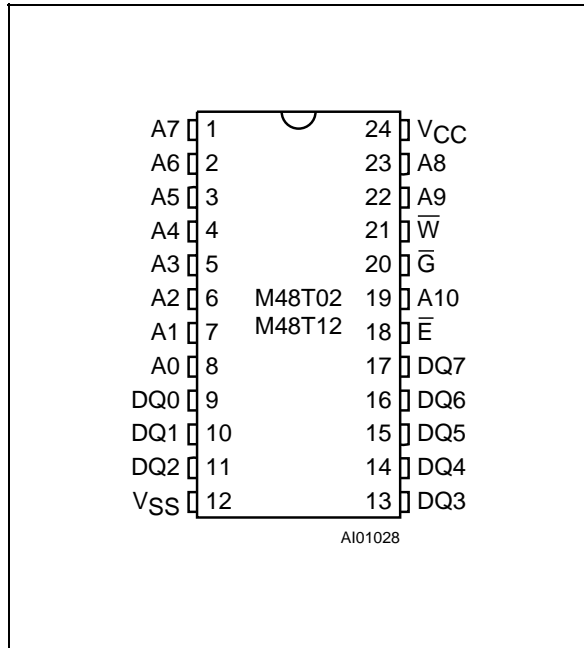 A7 1 24 VCC
A6 2 23 A8
A5 3 22 A9
A4 4 21 W̅
A3 5 20 G̅
A2 6 M48T02 19 A10
A1 7 M48T12 18 E̅
A0 8 17 DQ7
DQ0 9 16 DQ6
DQ1 10 15 DQ5
DQ2 11 14 DQ4
VSS 12 13 DQ3
AI01028